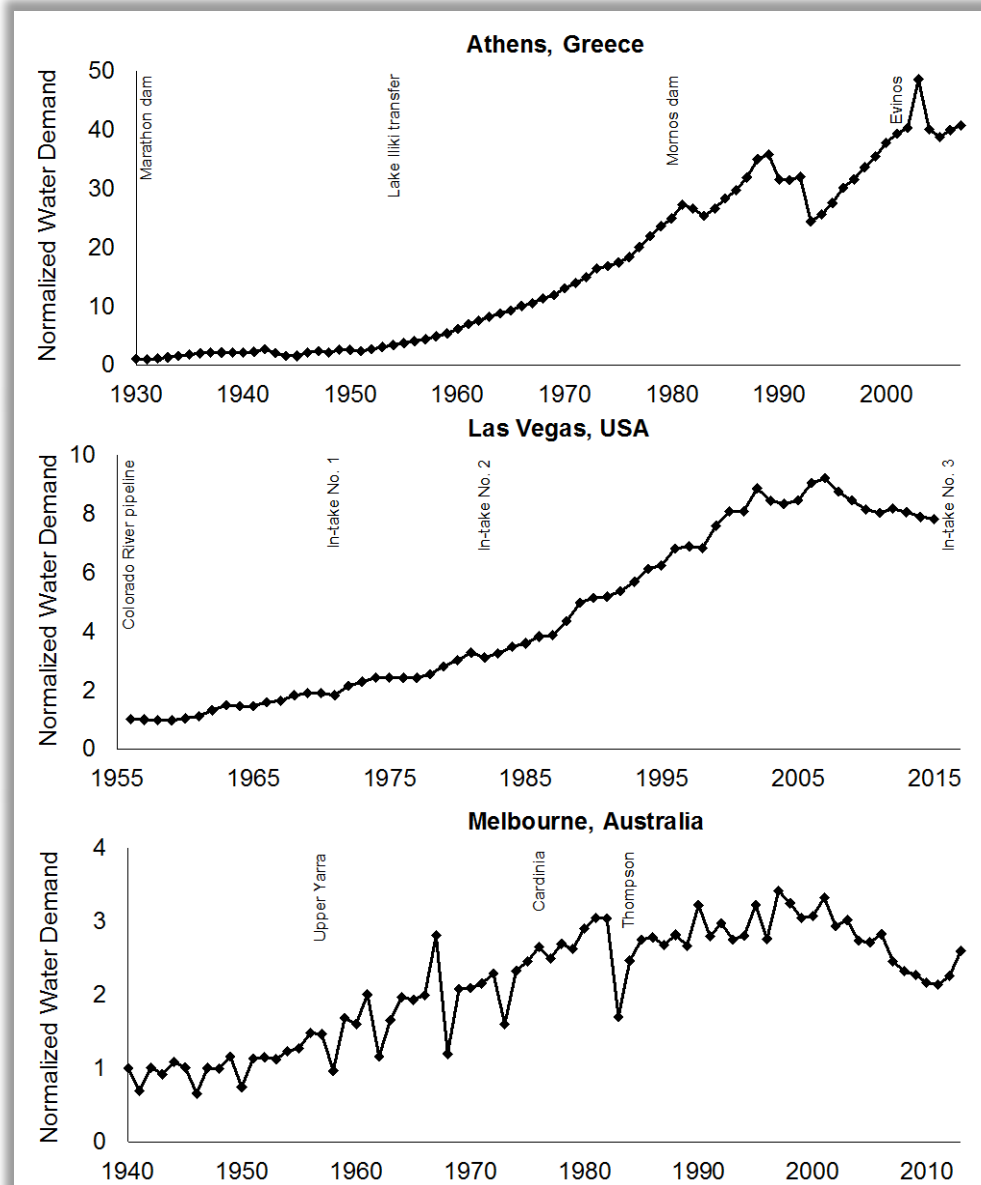 Athens, Greece
Normalized Water Demand
50
40
30
20
10
0
Marathon dam
Lake Iliki transfer
Mornos dam
Evinos
1930 1940 1950 1960 1970 1980 1990 2000
Las Vegas, USA
Normalized Water Demand
10
8
6
4
2
0
Colorado River pipeline
In-take No. 1
In-take No. 2
In-take No. 3
1955 1965 1975 1985 1995 2005 2015
Melbourne, Australia
Normalized Water Demand
4
3
2
1
0
Upper Yarra
Cardinia
Thompson
1940 1950 1960 1970 1980 1990 2000 2010